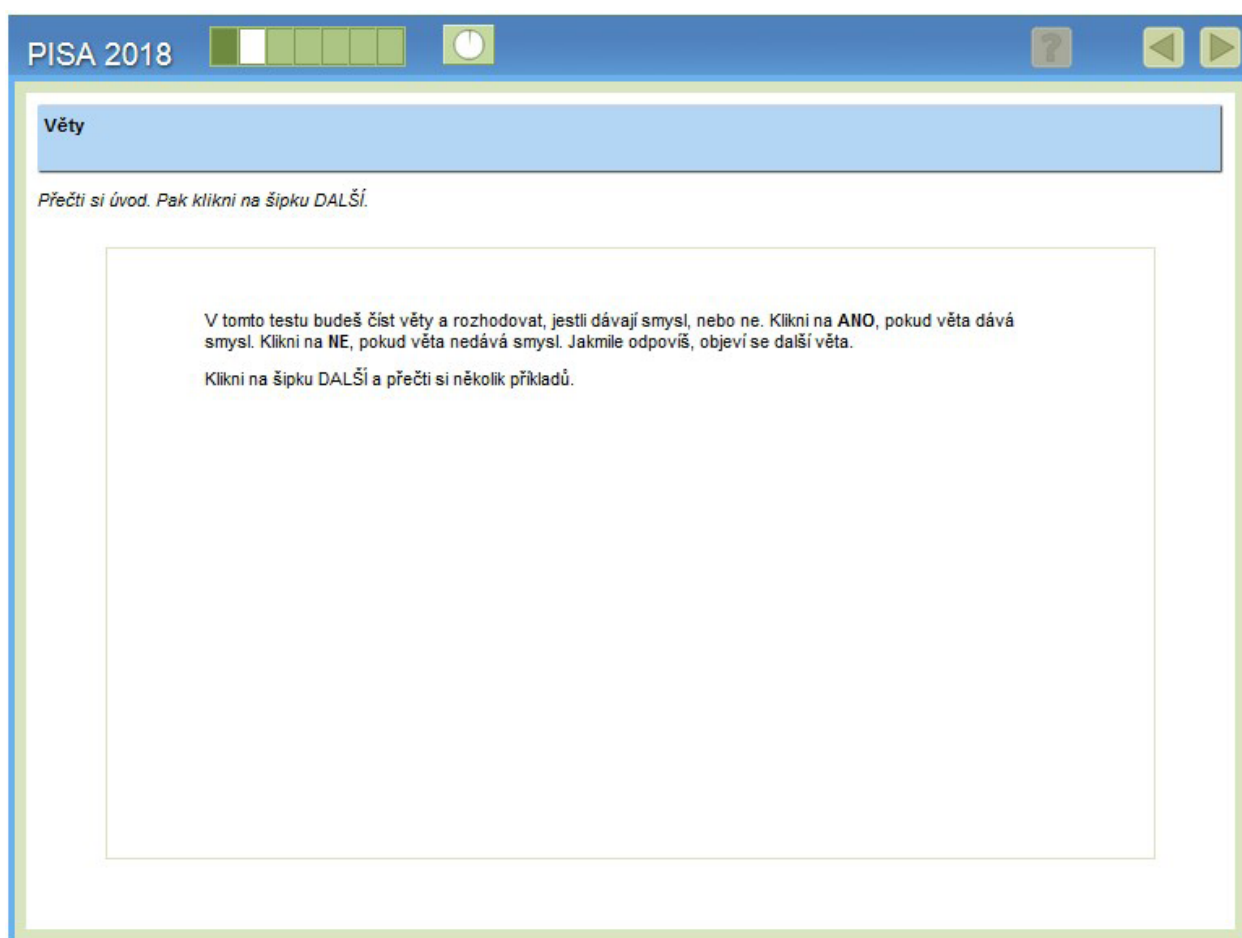 PISA 2018
?
Věty
Přečti si úvod. Pak klikni na šipku DALŠÍ.
V tomto testu budeš číst věty a rozhodovat, jestli dávají smysl, nebo ne. Klikni na ANO, pokud věta dává
smysl. Klikni na NE, pokud věta nedává smysl. Jakmile odpovíš, objeví se další věta.
Klikni na šipku DALŠÍ a přečti si několik příkladů.